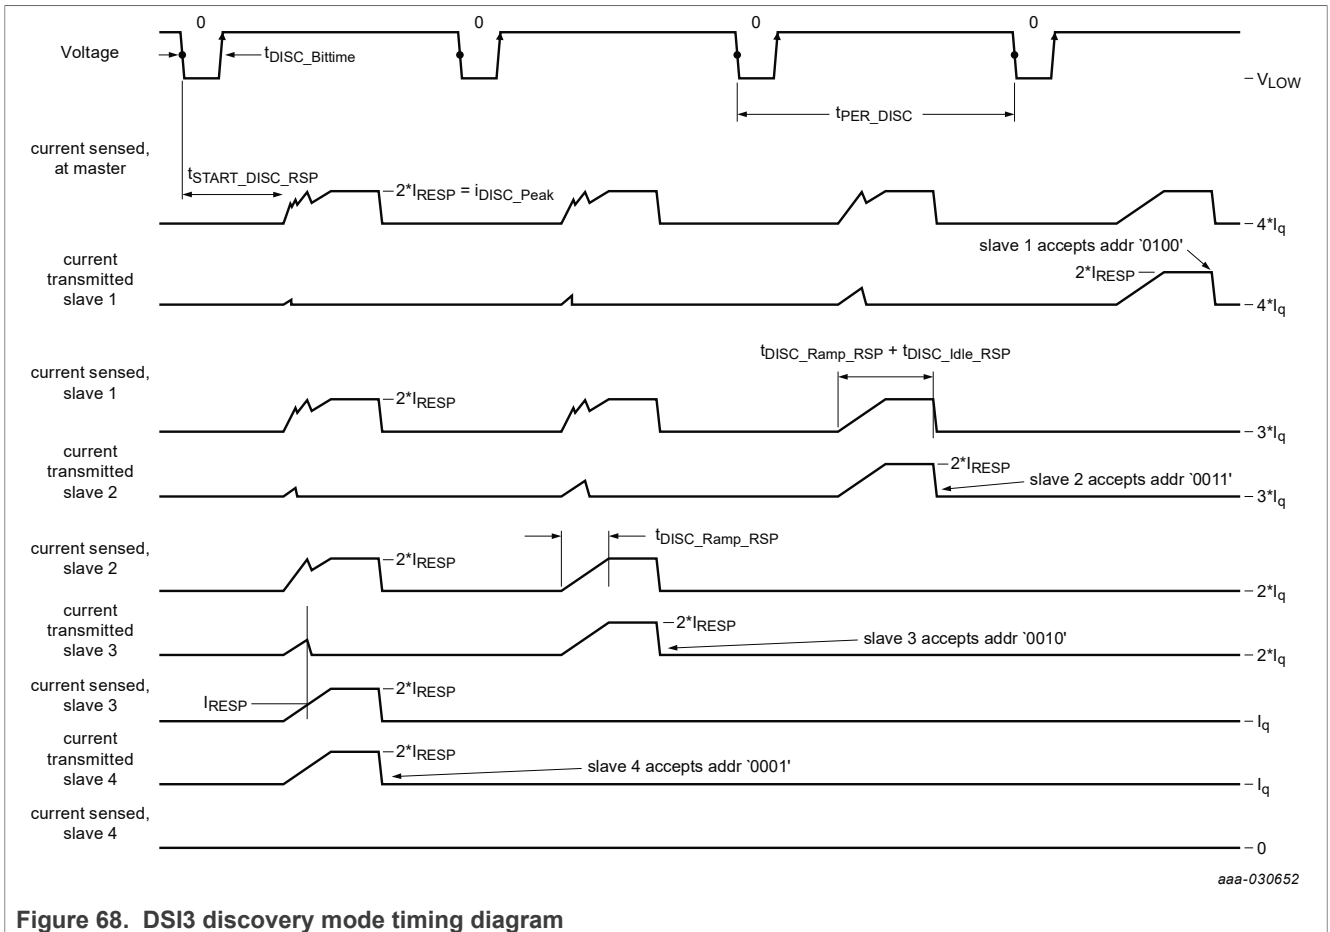 0 0 0 0
Voltage
tDISC_Bittime
VLOW
tPER_DISC
current sensed,
at master
tSTART_DISC_RSP
2*IRESP = iDISC_Peak
4*Iq
slave 1 accepts addr `0100'
current
transmitted
slave 1
2*IRESP
4*Iq
tDISC_Ramp_RSP + tDISC_Idle_RSP
current sensed,
slave 1
2*IRESP
3*Iq
current
transmitted
slave 2
2*IRESP
slave 2 accepts addr `0011'
3*Iq
tDISC_Ramp_RSP
current sensed,
slave 2
2*IRESP
2*Iq
current
transmitted
slave 3
2*IRESP
slave 3 accepts addr `0010'
2*Iq
current sensed,
slave 3
IRESP
2*IRESP
Iq
current
transmitted
slave 4
2*IRESP
slave 4 accepts addr `0001'
Iq
current sensed,
slave 4
0
aaa-030652
Figure 68. DSI3 discovery mode timing diagram